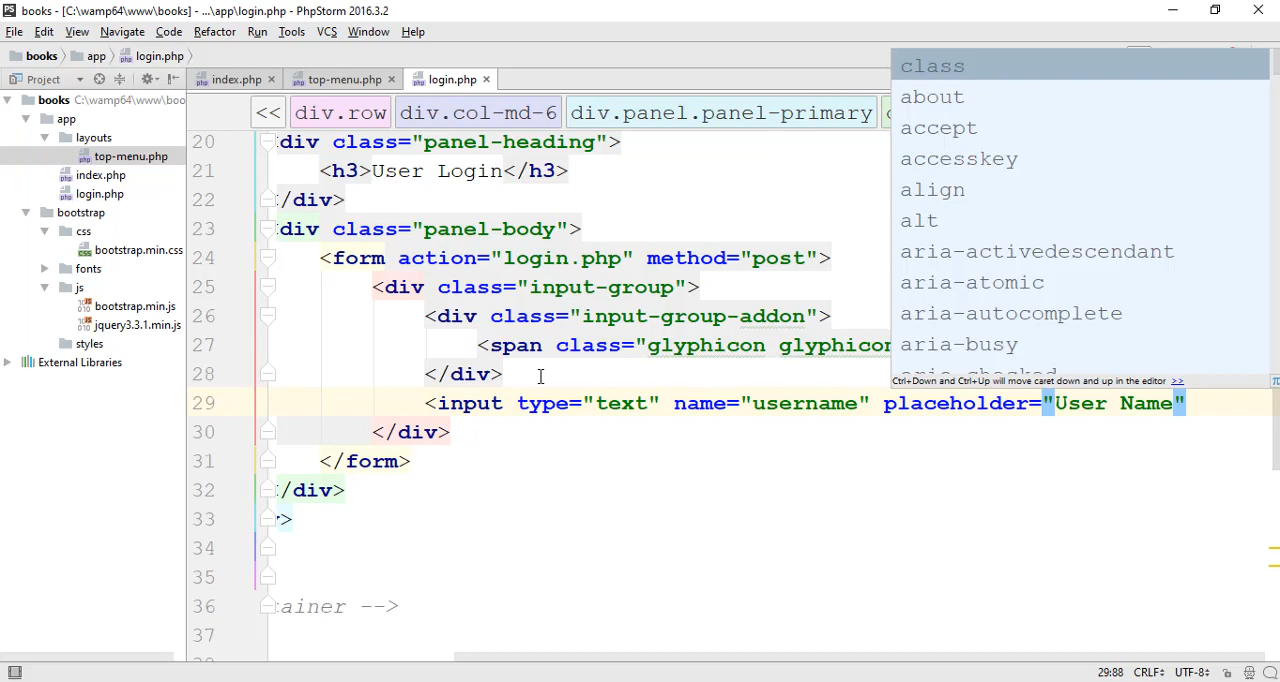 books - [C:\wamp64\www\books] - ...\app\login.php - PhpStorm 2016.3.2
File Edit View Navigate Code Refactor Run Tools VCS Window Help
books app login.php
Project index.php top-menu.php login.php
books C:\wamp64\www\boo
app
layouts
top-menu.php
index.php
login.php
bootstrap
css
bootstrap.min.css
fonts
js
bootstrap.min.js
jquery3.3.1.min.js
styles
External Libraries
<< div.row div.col-md-6 div.panel.panel-primary
20 div class="panel-heading">
21 <h3>User Login</h3>
22 /div>
23 div class="panel-body">
24 <form action="login.php" method="post">
25 <div class="input-group">
26 <div class="input-group-addon">
27 <span class="glyphicon glyphicon
28 </div>
29 <input type="text" name="username" placeholder="User Name"
30 </div>
31 </form>
32 /div>
33 >
34
35
36 tainer -->
37
class
about
accept
accesskey
align
alt
aria-activedescendant
aria-atomic
aria-autocomplete
aria-busy
aria-checked
Ctrl+Down and Ctrl+Up will move caret down and up in the editor >>
29:88 CRLF UTF-8